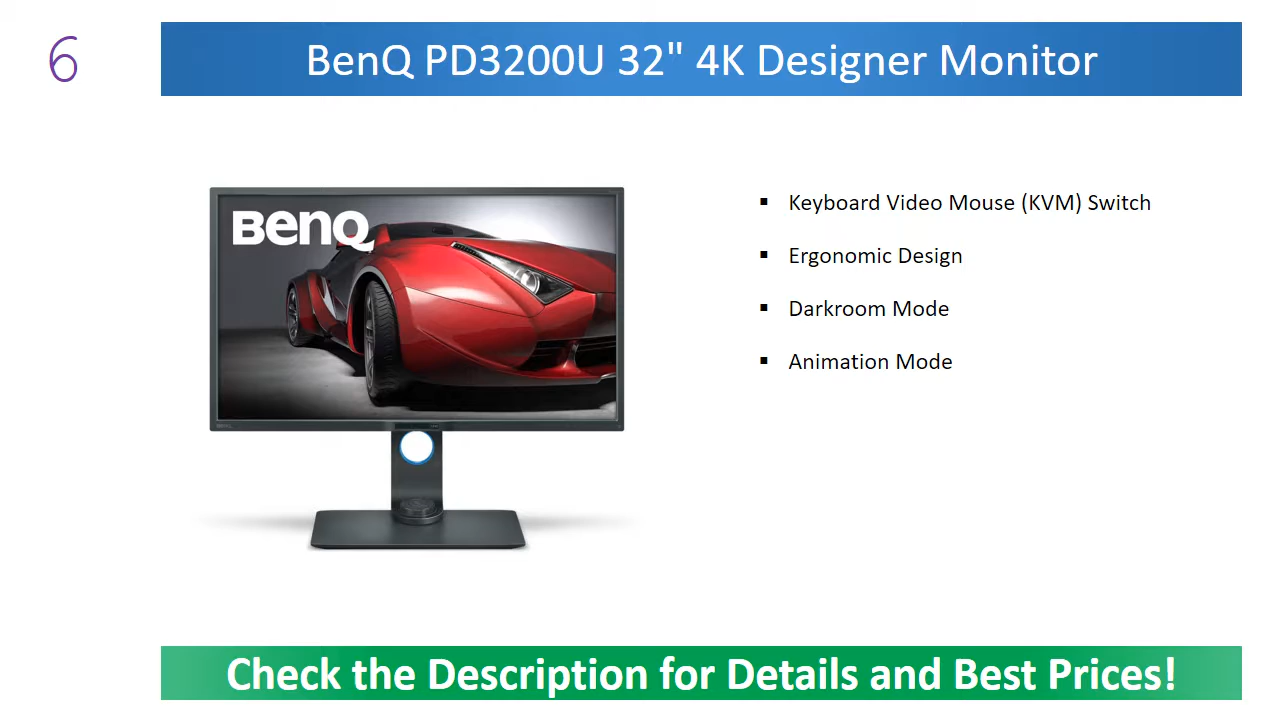 6
BenQ PD3200U 32" 4K Designer Monitor
BenQ
▪ Keyboard Video Mouse (KVM) Switch
▪ Ergonomic Design
▪ Darkroom Mode
▪ Animation Mode
Check the Description for Details and Best Prices!